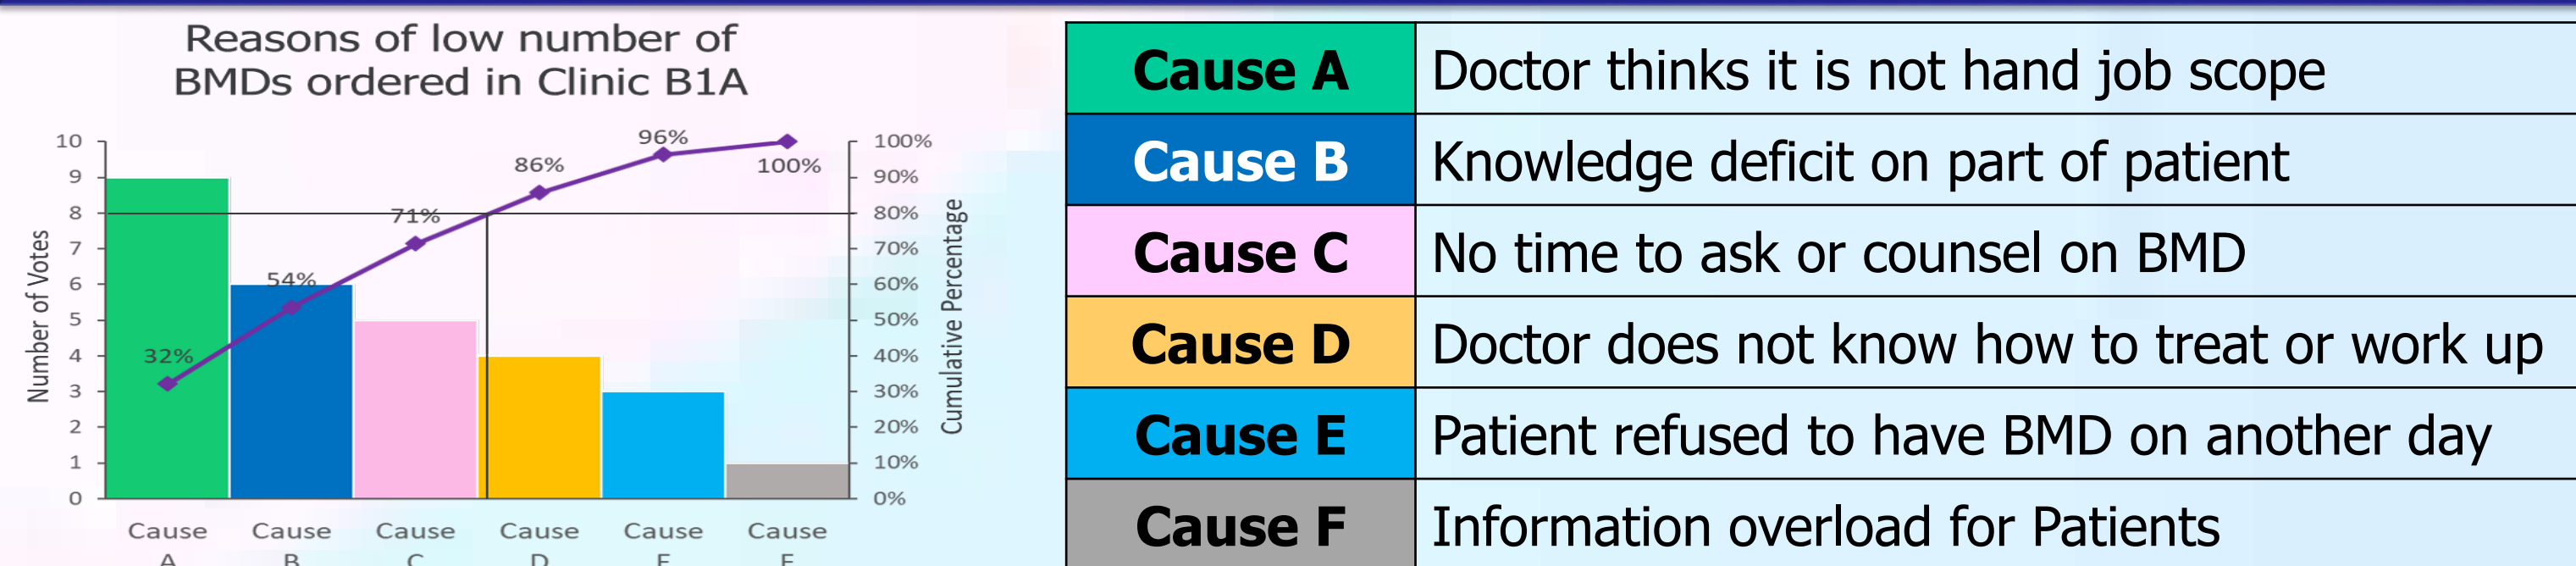 Reasons of low number of
BMDs ordered in Clinic B1A
10
9
8
7
6
5
4
3
2
1
0
Number of Votes
32%
54%
71%
86%
96%
100%
100%
90%
80%
70%
60%
50%
40%
30%
20%
10%
0%
Cumulative Percentage
Cause Cause Cause Cause Cause Cause
A B C D E F
Cause A Doctor thinks it is not hand job scope
Cause B Knowledge deficit on part of patient
Cause C No time to ask or counsel on BMD
Cause D Doctor does not know how to treat or work up
Cause E Patient refused to have BMD on another day
Cause F Information overload for Patients